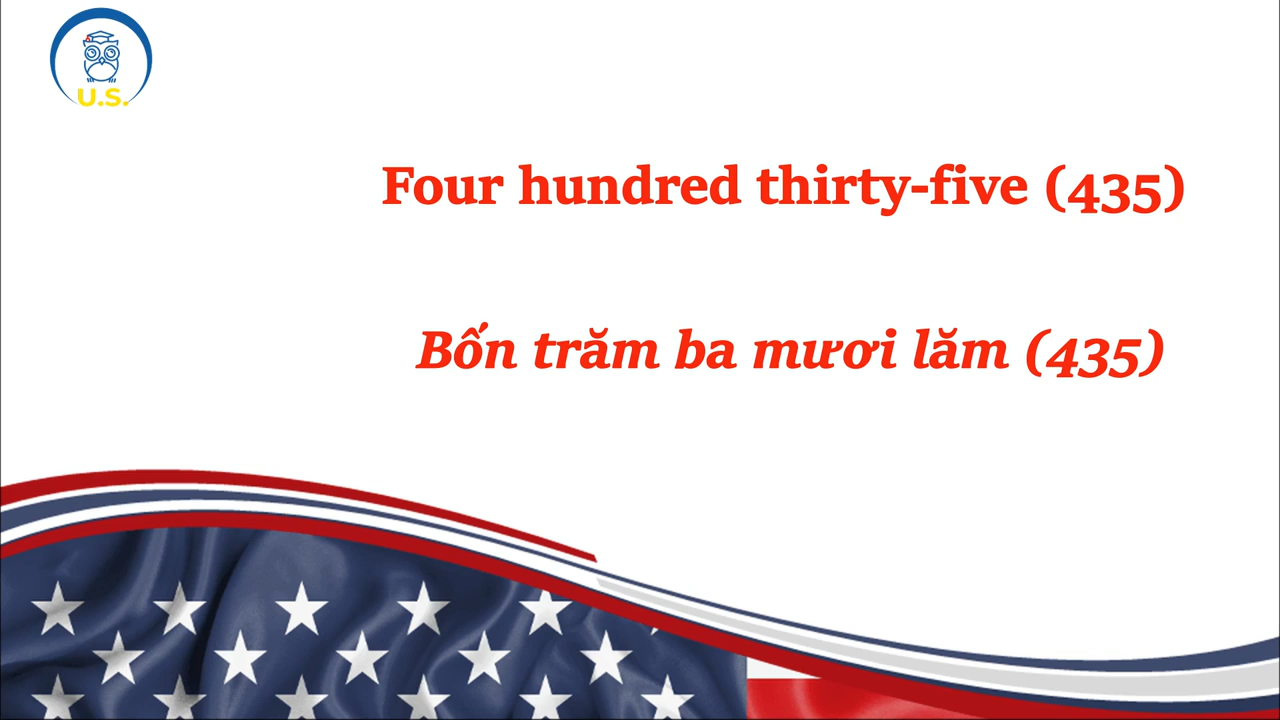 U.S.
Four hundred thirty-five (435)
Bốn trăm ba mươi lăm (435)